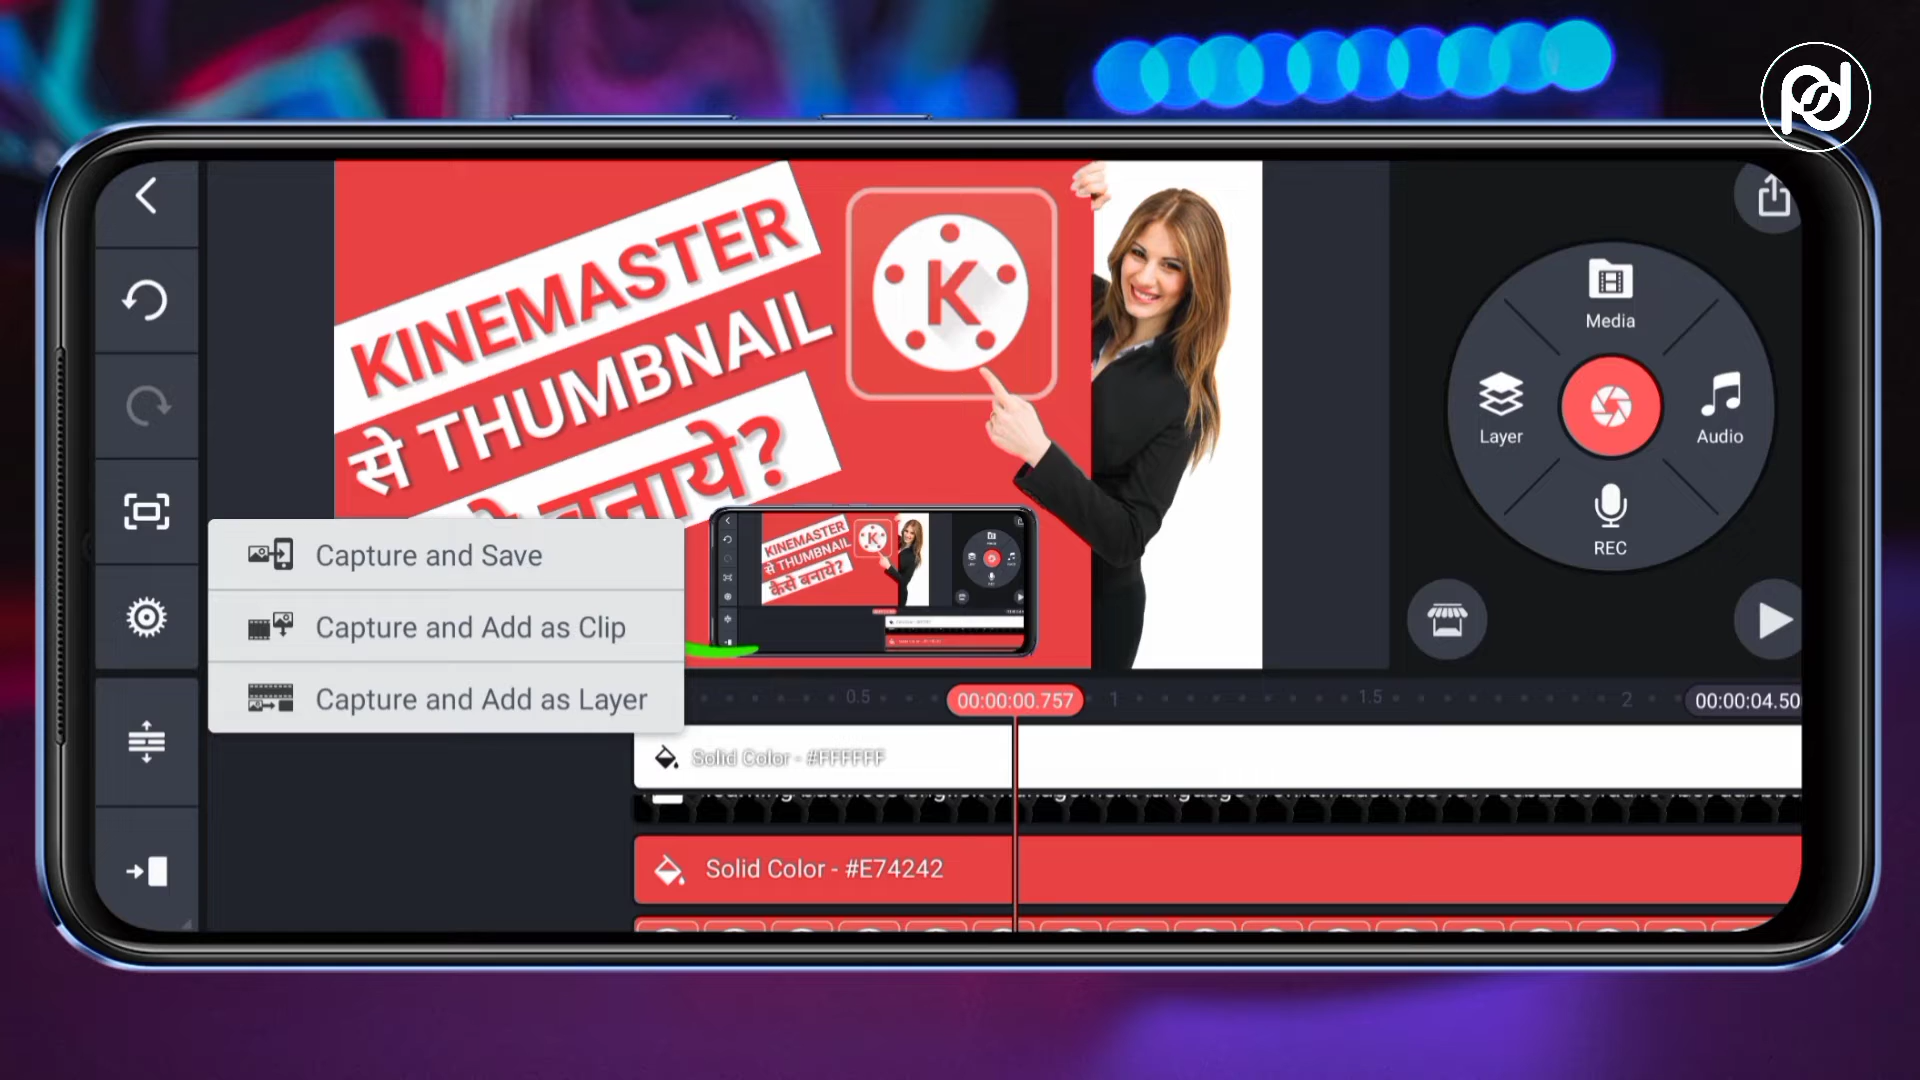 KINEMASTER
से THUMBNAIL
बनाये?
K
Media
Layer
Audio
REC
Capture and Save
Capture and Add as Clip
Capture and Add as Layer
KINEMASTER
से THUMBNAIL
कैसे बनाये?
K
0.5
00:00:00.757
1
1.5
2
00:00:04.50
Solid Color - #FFFFFF
Solid Color - #E74242